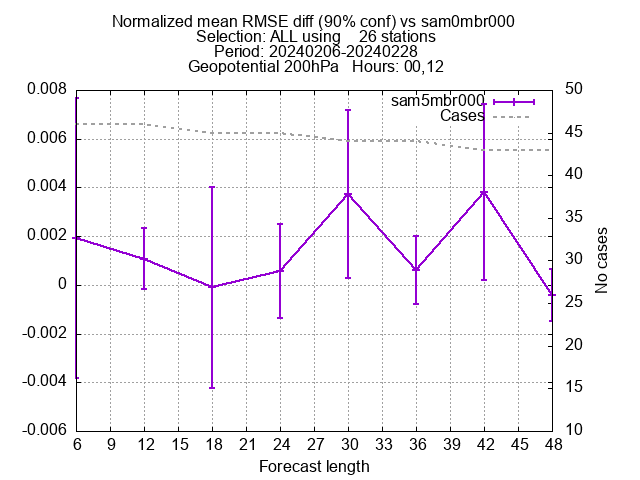 Normalized mean RMSE diff (90% conf) vs sam0mbr000
Selection: ALL using    26 stations
Period: 20240206-20240228
Geopotential 200hPa   Hours: 00,12
sam5mbr000
Cases
0.008
0.006
0.004
0.002
0
-0.002
-0.004
-0.006
50
45
40
35
30
25
20
15
10
No cases
6 9 12 15 18 21 24 27 30 33 36 39 42 45 48
Forecast length